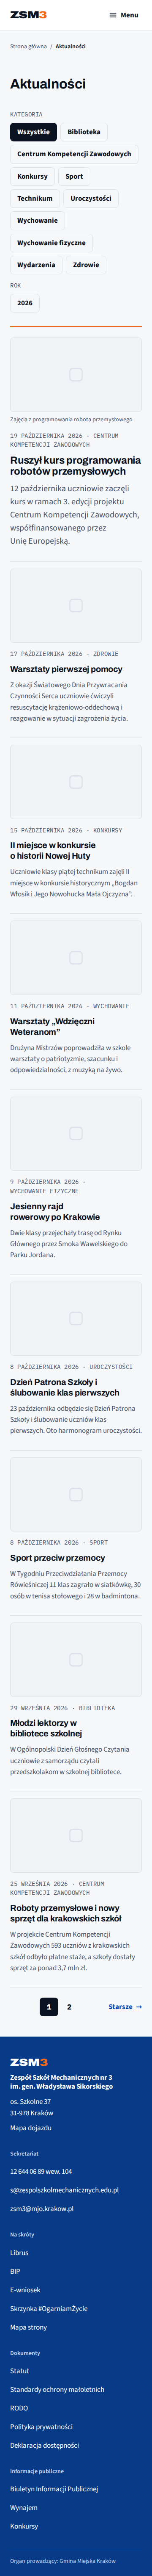 ZSM3
Menu
Strona główna / Aktualności
Aktualności
KATEGORIA
Wszystkie
Biblioteka
Centrum Kompetencji Zawodowych
Konkursy
Sport
Technikum
Uroczystości
Wychowanie
Wychowanie fizyczne
Wydarzenia
Zdrowie
ROK
2026
Zajęcia z programowania robota przemysłowego
19 PAŹDZIERNIKA 2026 · CENTRUM
KOMPETENCJI ZAWODOWYCH
Ruszył kurs programowania
robotów przemysłowych
12 października uczniowie zaczęli
kurs w ramach 3. edycji projektu
Centrum Kompetencji Zawodowych,
współfinansowanego przez
Unię Europejską.
17 PAŹDZIERNIKA 2026 · ZDROWIE
Warsztaty pierwszej pomocy
Z okazji Światowego Dnia Przywracania
Czynności Serca uczniowie ćwiczyli
resuscytację krążeniowo-oddechową i
reagowanie w sytuacji zagrożenia życia.
15 PAŹDZIERNIKA 2026 · KONKURSY
II miejsce w konkursie
o historii Nowej Huty
Uczniowie klasy piątej technikum zajęli II
miejsce w konkursie historycznym „Bogdan
Włosik i Jego Nowohucka Mała Ojczyzna”.
11 PAŹDZIERNIKA 2026 · WYCHOWANIE
Warsztaty „Wdzięczni
Weteranom”
Drużyna Mistrzów poprowadziła w szkole
warsztaty o patriotyzmie, szacunku i
odpowiedzialności, z muzyką na żywo.
9 PAŹDZIERNIKA 2026 ·
WYCHOWANIE FIZYCZNE
Jesienny rajd
rowerowy po Krakowie
Dwie klasy przejechały trasę od Rynku
Głównego przez Smoka Wawelskiego do
Parku Jordana.
8 PAŹDZIERNIKA 2026 · UROCZYSTOŚCI
Dzień Patrona Szkoły i
ślubowanie klas pierwszych
23 października odbędzie się Dzień Patrona
Szkoły i ślubowanie uczniów klas
pierwszych. Oto harmonogram uroczystości.
8 PAŹDZIERNIKA 2026 · SPORT
Sport przeciw przemocy
W Tygodniu Przeciwdziałania Przemocy
Rówieśniczej 11 klas zagrało w siatkówkę, 30
osób w tenisa stołowego i 28 w badmintona.
29 WRZEŚNIA 2026 · BIBLIOTEKA
Młodzi lektorzy w
bibliotece szkolnej
W Ogólnopolski Dzień Głośnego Czytania
uczniowie z samorządu czytali
przedszkolakom w szkolnej bibliotece.
25 WRZEŚNIA 2026 · CENTRUM
KOMPETENCJI ZAWODOWYCH
Roboty przemysłowe i nowy
sprzęt dla krakowskich szkół
W projekcie Centrum Kompetencji
Zawodowych 593 uczniów z krakowskich
szkół odbyło płatne staże, a szkoły dostały
sprzęt za ponad 3,7 mln zł.
1 2 Starsze →
ZSM3
Zespół Szkół Mechanicznych nr 3
im. gen. Władysława Sikorskiego
os. Szkolne 37
31-978 Kraków
Mapa dojazdu
Sekretariat
12 644 06 89 wew. 104
s@zespolszkolmechanicznych.edu.pl
zsm3@mjo.krakow.pl
Na skróty
Librus
BIP
E-wniosek
Skrzynka #OgarniamŻycie
Mapa strony
Dokumenty
Statut
Standardy ochrony małoletnich
RODO
Polityka prywatności
Deklaracja dostępności
Informacje publiczne
Biuletyn Informacji Publicznej
Wynajem
Konkursy
Organ prowadzący: Gmina Miejska Kraków